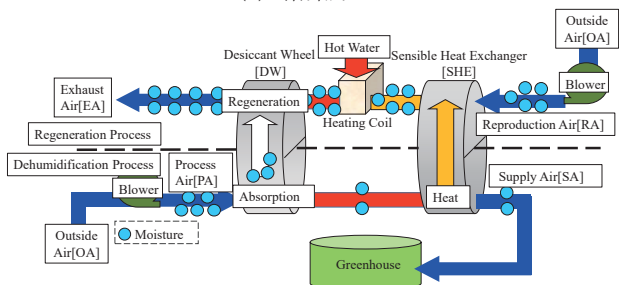 Outside
Air[OA]
Desiccant Wheel
[DW]
Hot Water
Sensible Heat Exchanger
[SHE]
Blower
Exhaust
Air[EA]
Regeneration
Heating Coil
Reproduction Air[RA]
Regeneration Process
Dehumidification Process
Process
Air[PA]
Supply Air[SA]
Blower
Absorption
Heat
Outside
Air[OA]
Moisture
Greenhouse